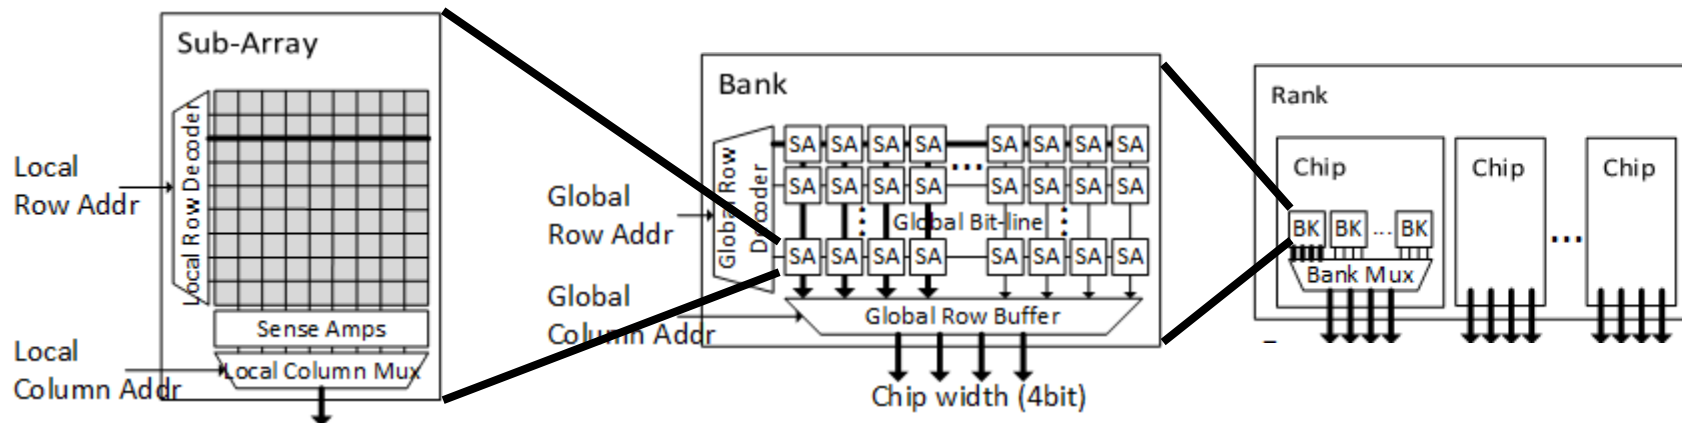 Sub-Array
Local Row Decoder
Local
Row Addr
Sense Amps
Local
Column Addr
Local Column Mux
Bank
Global Row
Decoder
SA SA SA SA ... SA SA SA SA
SA SA SA SA SA SA SA SA
Global
Row Addr
Global Bit-line
SA SA SA SA SA SA SA SA
Global
Column Addr
Global Row Buffer
Chip width (4bit)
Rank
Chip
Chip
Chip
BK BK ... BK
...
Bank Mux